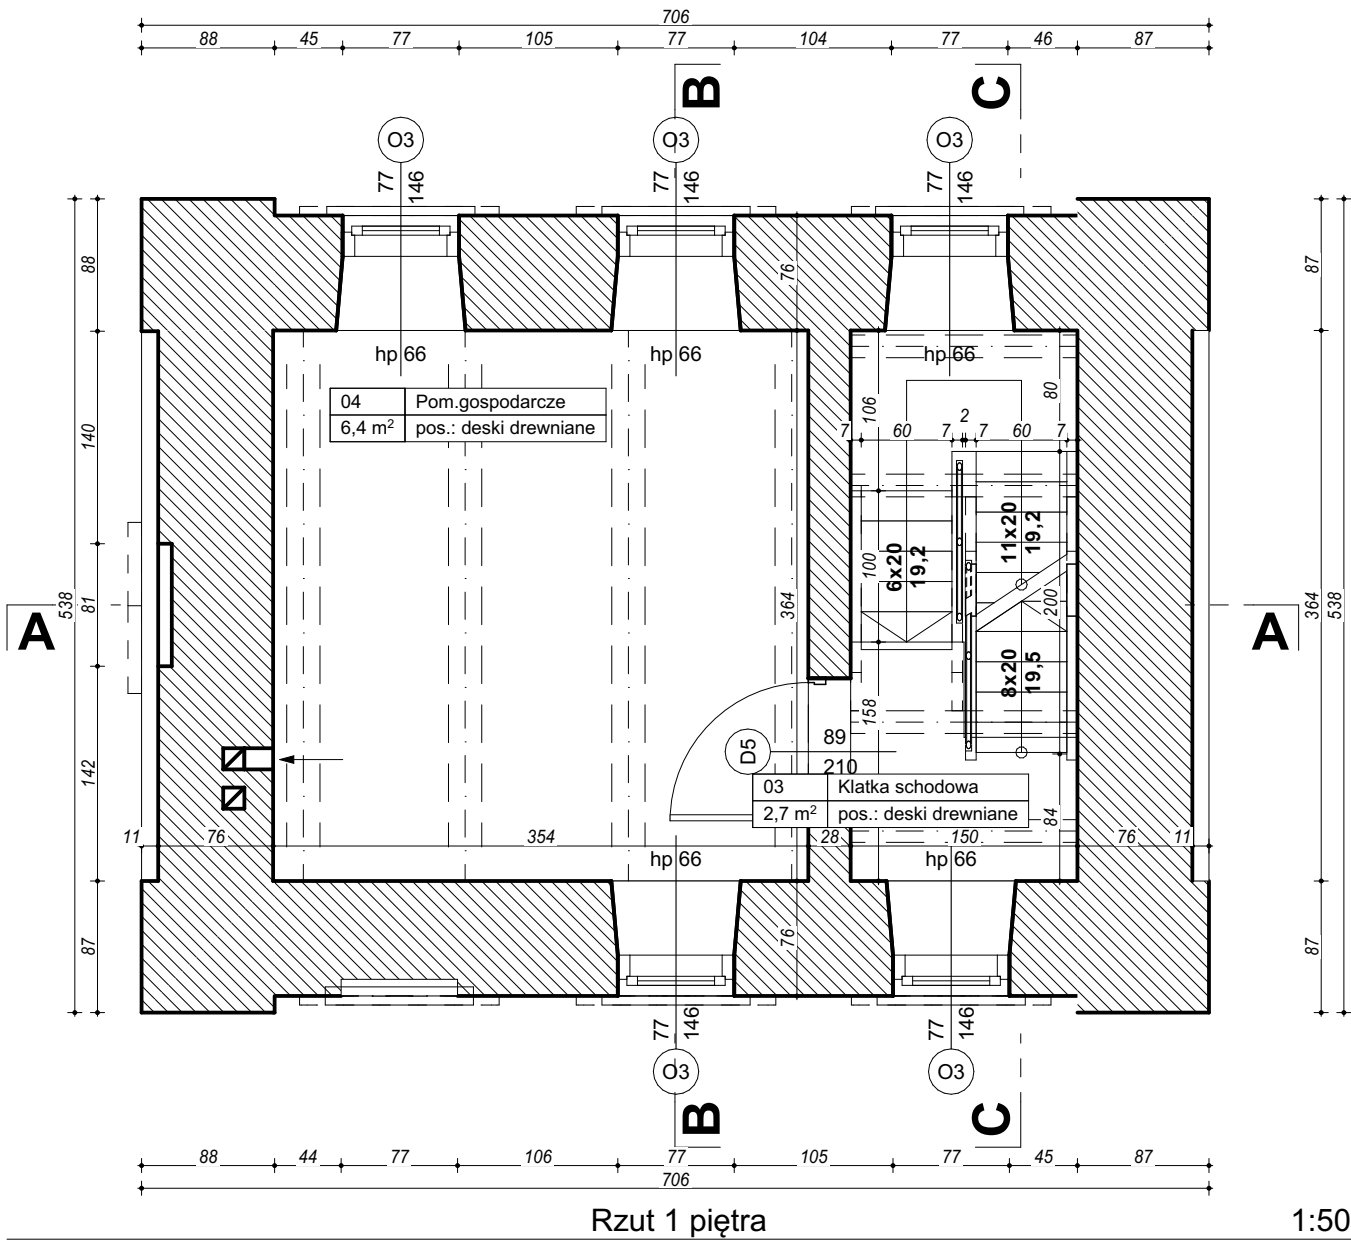 706
88 45 77 105 77 104 77 46 87
B C
O3 O3 O3
77 146 77 146 77 146
88 76 87
hp 66 hp 66 hp 66
04 Pom.gospodarcze
6,4 m² pos.: deski drewniane
140 106 80
7 60 7 2 7 60 7
6x20 19,2
11x20 19,2
100 200
538 81 364 364 538
A A
8x20 19,5
158
D5 89 210
142
03 Klatka schodowa
2,7 m² pos.: deski drewniane
84
11 76 354 28 150 76 11
hp 66 hp 66
87 76 87
77 146 77 146
O3 O3
B C
88 44 77 106 77 105 77 45 87
706
Rzut 1 piętra 1:50